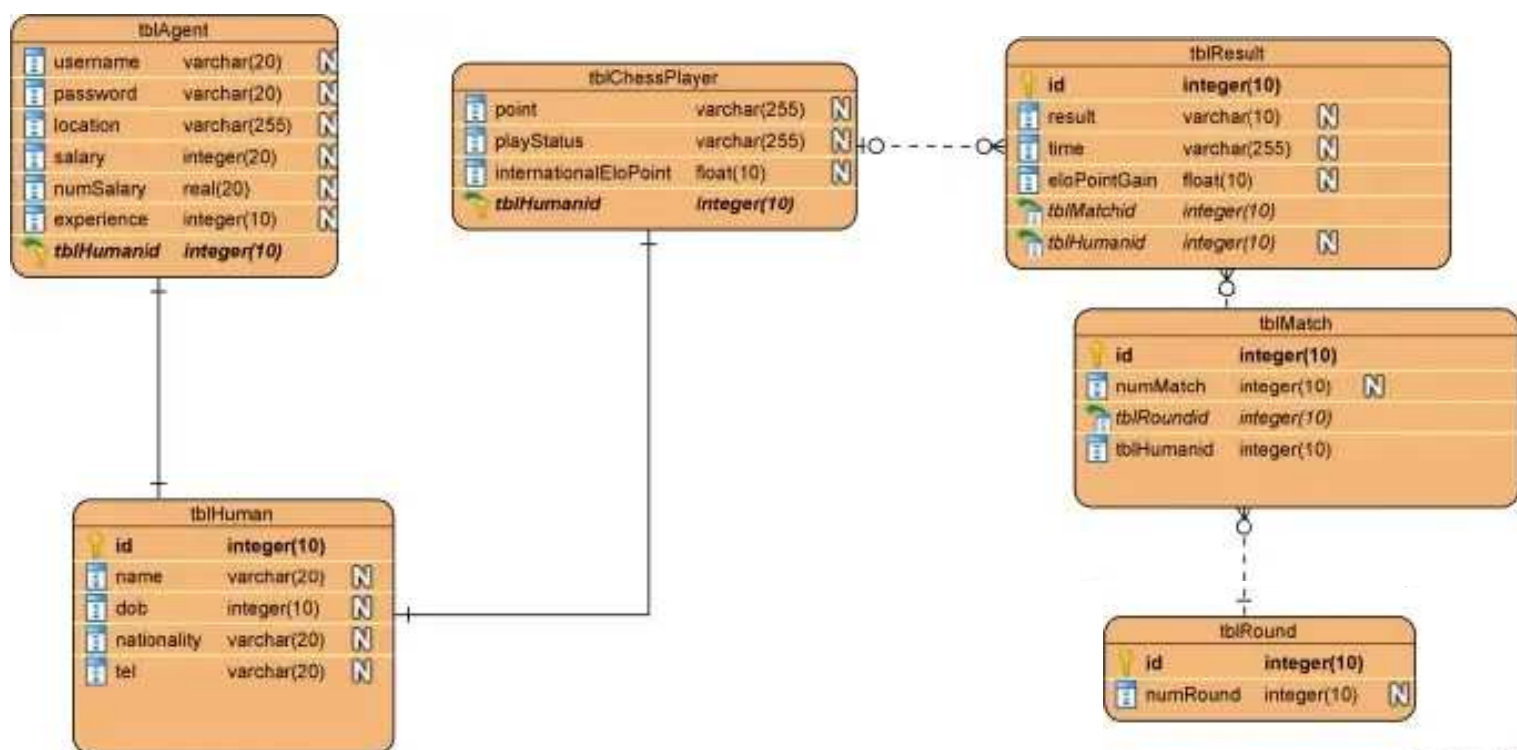 tblAgent
username varchar(20) N
password varchar(20) N
location varchar(255) N
salary integer(20) N
numSalary real(20) N
experience integer(10) N
tblHumanid integer(10)
tblChessPlayer
point varchar(255) N
playStatus varchar(255) N
internationalEloPoint float(10) N
tblHumanid integer(10)
tblResult
id integer(10)
result varchar(10) N
time varchar(255) N
eloPointGain float(10) N
tblMatchid integer(10)
tblHumanid integer(10) N
tblMatch
id integer(10)
numMatch integer(10) N
tblRoundid integer(10)
tblHumanid integer(10)
tblHuman
id integer(10)
name varchar(20) N
dob integer(10) N
nationality varchar(20) N
tel varchar(20) N
tblRound
id integer(10)
numRound integer(10) N